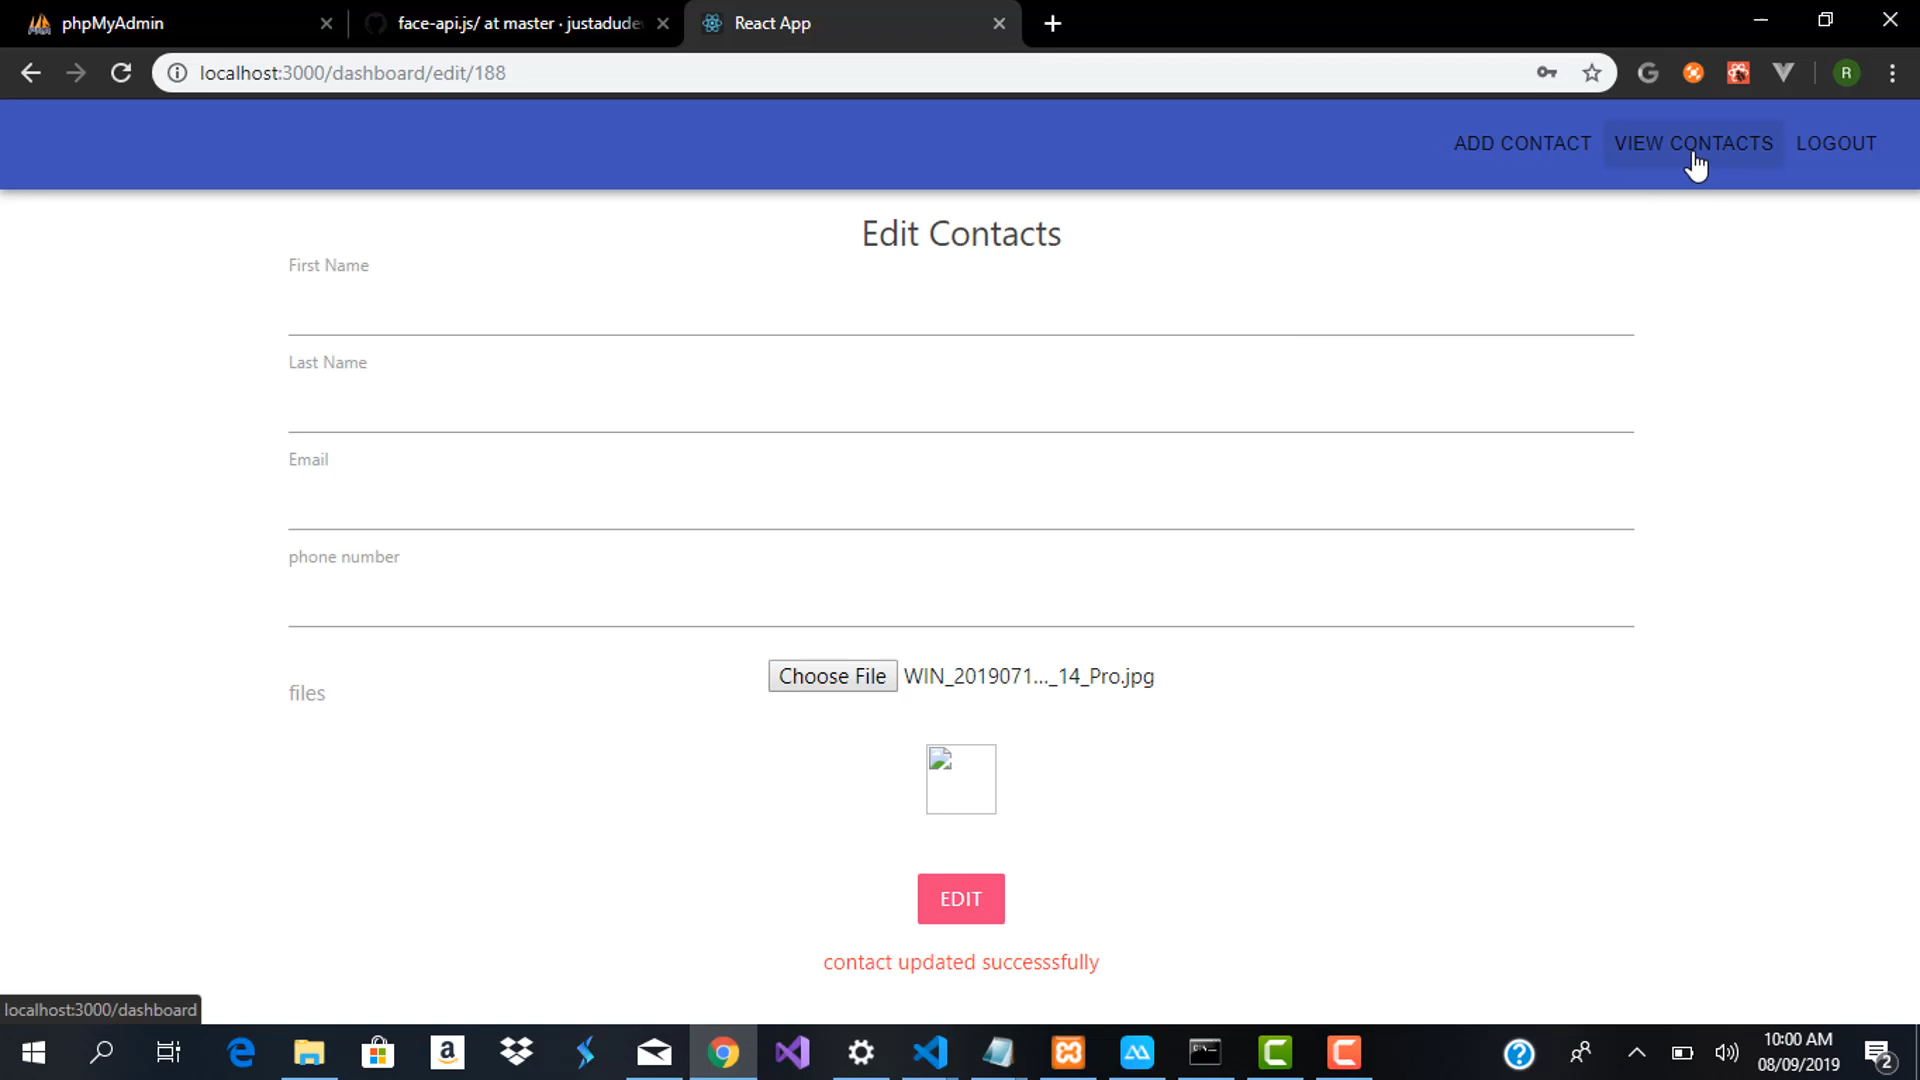 phpMyAdmin
face-api.js/ at master · justadude
React App
localhost:3000/dashboard/edit/188
R
ADD CONTACT
VIEW CONTACTS
LOGOUT
Edit Contacts
First Name
Last Name
Email
phone number
Choose File WIN_2019071..._14_Pro.jpg
files
EDIT
contact updated successsfully
localhost:3000/dashboard
10:00 AM
08/09/2019
2